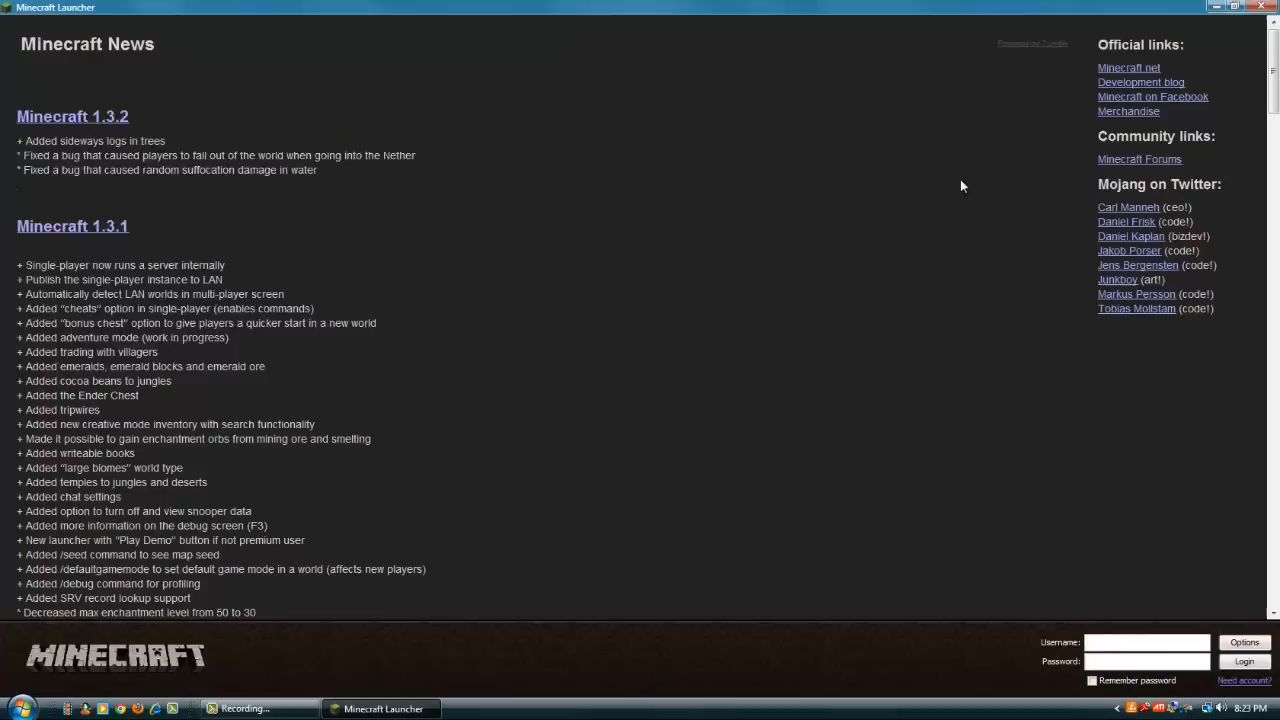 Minecraft Launcher
Minecraft News
Powered by Tumblr
Minecraft 1.3.2
+ Added sideways logs in trees
* Fixed a bug that caused players to fall out of the world when going into the Nether
* Fixed a bug that caused random suffocation damage in water
Minecraft 1.3.1
+ Single-player now runs a server internally
+ Publish the single-player instance to LAN
+ Automatically detect LAN worlds in multi-player screen
+ Added "cheats" option in single-player (enables commands)
+ Added "bonus chest" option to give players a quicker start in a new world
+ Added adventure mode (work in progress)
+ Added trading with villagers
+ Added emeralds, emerald blocks and emerald ore
+ Added cocoa beans to jungles
+ Added the Ender Chest
+ Added tripwires
+ Added new creative mode inventory with search functionality
+ Made it possible to gain enchantment orbs from mining ore and smelting
+ Added writeable books
+ Added "large biomes" world type
+ Added temples to jungles and deserts
+ Added chat settings
+ Added option to turn off and view snooper data
+ Added more information on the debug screen (F3)
+ New launcher with "Play Demo" button if not premium user
+ Added /seed command to see map seed
+ Added /defaultgamemode to set default game mode in a world (affects new players)
+ Added /debug command for profiling
+ Added SRV record lookup support
* Decreased max enchantment level from 50 to 30
Official links:
Minecraft.net
Development blog
Minecraft on Facebook
Merchandise
Community links:
Minecraft Forums
Mojang on Twitter:
Carl Manneh (ceo!)
Daniel Frisk (code!)
Daniel Kaplan (bizdev!)
Jakob Porser (code!)
Jens Bergensten (code!)
Junkboy (art!)
Markus Persson (code!)
Tobias Mollstam (code!)
MINECRAFT
Username:
Options
Password:
Login
Remember password
Need account?
Recording...
Minecraft Launcher
8:23 PM